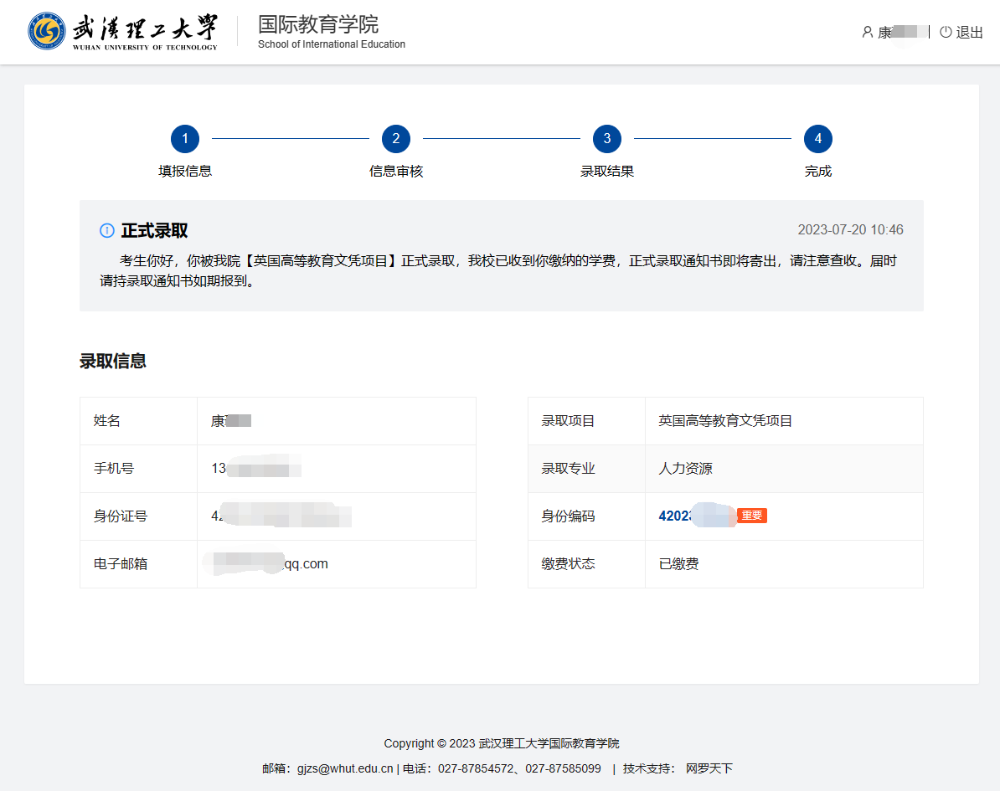 武汉理工大学
WUHAN UNIVERSITY OF TECHNOLOGY
国际教育学院
School of International Education
康 退出
1 2 3 4
填报信息 信息审核 录取结果 完成
正式录取 2023-07-20 10:46
考生你好，你被我院【英国高等教育文凭项目】正式录取，我校已收到你缴纳的学费，正式录取通知书即将寄出，请注意查收。届时
请持录取通知书如期报到。
录取信息
姓名 康 录取项目 英国高等教育文凭项目
手机号 13 录取专业 人力资源
身份证号 42 身份编码 4202 重要
电子邮箱 qq.com 缴费状态 已缴费
Copyright © 2023 武汉理工大学国际教育学院
邮箱：gjzs@whut.edu.cn | 电话：027-87854572、027-87585099 | 技术支持： 网罗天下